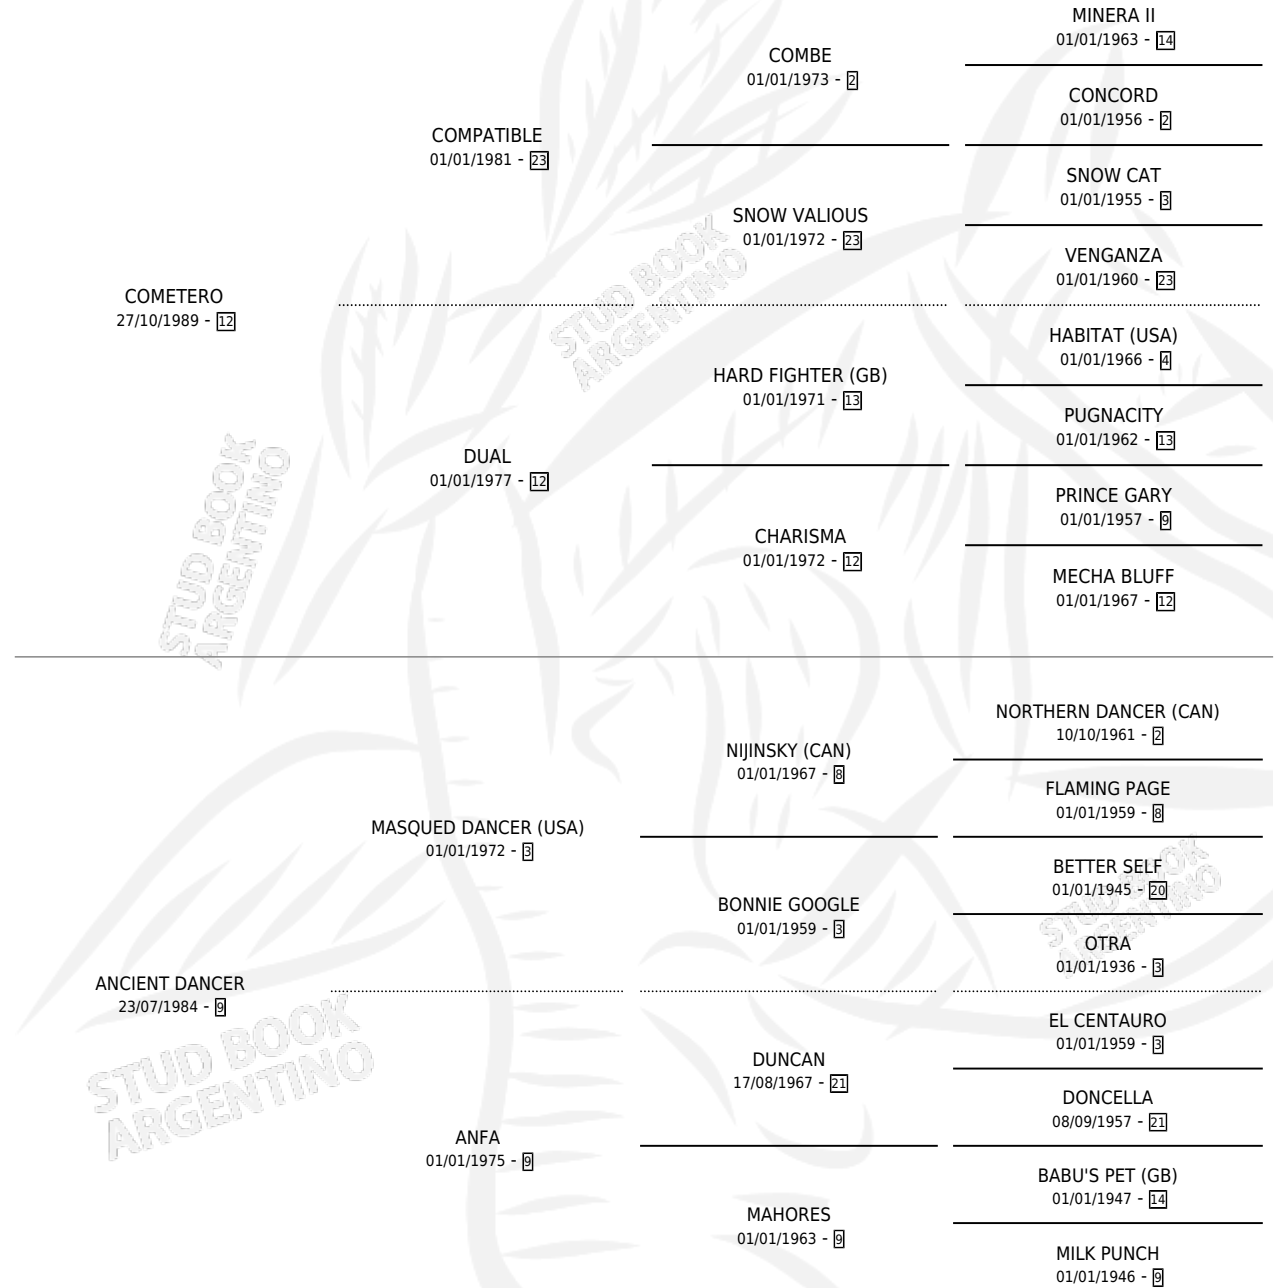 MINERA II
01/01/1963 - 14
COMBE
01/01/1973 - 2
CONCORD
01/01/1956 - 2
COMPATIBLE
01/01/1981 - 23
SNOW CAT
01/01/1955 - 3
SNOW VALIOUS
01/01/1972 - 23
VENGANZA
01/01/1960 - 23
COMETERO
27/10/1989 - 12
HABITAT (USA)
01/01/1966 - 4
HARD FIGHTER (GB)
01/01/1971 - 13
PUGNACITY
01/01/1962 - 13
DUAL
01/01/1977 - 12
PRINCE GARY
01/01/1957 - 9
CHARISMA
01/01/1972 - 12
MECHA BLUFF
01/01/1967 - 12
NORTHERN DANCER (CAN)
10/10/1961 - 2
NIJINSKY (CAN)
01/01/1967 - 8
FLAMING PAGE
01/01/1959 - 8
MASQUED DANCER (USA)
01/01/1972 - 3
BETTER SELF
01/01/1945 - 20
BONNIE GOOGLE
01/01/1959 - 3
OTRA
01/01/1936 - 3
ANCIENT DANCER
23/07/1984 - 9
EL CENTAURO
01/01/1959 - 3
DUNCAN
17/08/1967 - 21
DONCELLA
08/09/1957 - 21
ANFA
01/01/1975 - 9
BABU'S PET (GB)
01/01/1947 - 14
MAHORES
01/01/1963 - 9
MILK PUNCH
01/01/1946 - 9
STUD BOOK
ARGENTINO
STUD BOOK
ARGENTINO
STUD BOOK
ARGENTINO
STUD BOOK
ARGENTINO